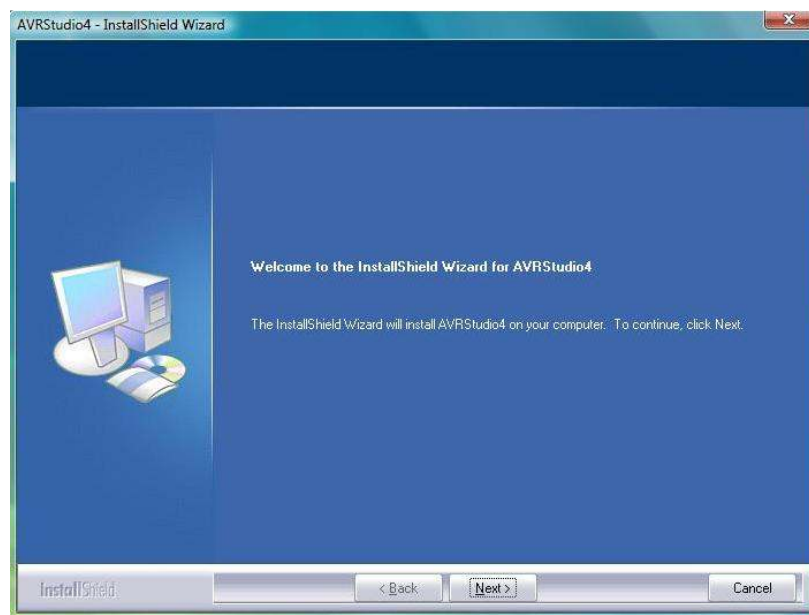 AVRStudio4 - InstallShield Wizard
Welcome to the InstallShield Wizard for AVRStudio4
The InstallShield Wizard will install AVRStudio4 on your computer. To continue, click Next.
InstallShield
< Back
Next >
Cancel